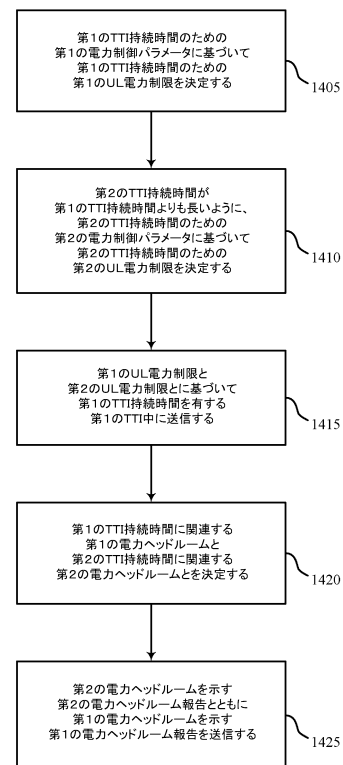 第1のTTI持続時間のための
第1の電力制御パラメータに基づいて
第1のTTI持続時間のための
第1のUL電力制限を決定する
1405
第2のTTI持続時間が
第1のTTI持続時間よりも長いように、
第2のTTI持続時間のための
第2の電力制御パラメータに基づいて
第2のTTI持続時間のための
第2のUL電力制限を決定する
1410
第1のUL電力制限と
第2のUL電力制限とに基づいて
第1のTTI持続時間を有する
第1のTTI中に送信する
1415
第1のTTI持続時間に関連する
第1の電力ヘッドルームと
第2のTTI持続時間に関連する
第2の電力ヘッドルームとを決定する
1420
第2の電力ヘッドルームを示す
第2の電力ヘッドルーム報告とともに
第1の電力ヘッドルームを示す
第1の電力ヘッドルーム報告を送信する
1425